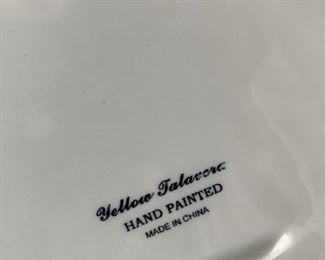 Yellow Talavera
HAND PAINTED
MADE IN CHINA